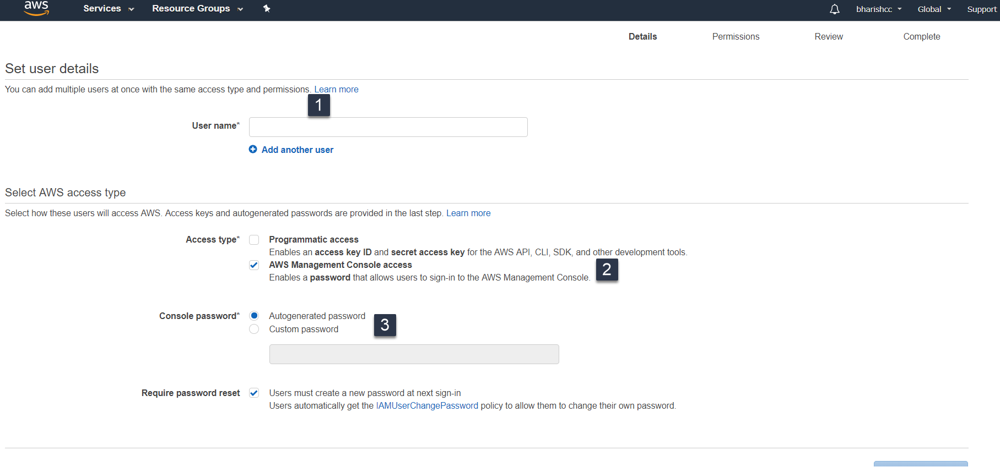 aws Services Resource Groups bharishcc Global Support
Details Permissions Review Complete
Set user details
You can add multiple users at once with the same access type and permissions. Learn more
1
User name*
Add another user
Select AWS access type
Select how these users will access AWS. Access keys and autogenerated passwords are provided in the last step. Learn more
Access type* Programmatic access
Enables an access key ID and secret access key for the AWS API, CLI, SDK, and other development tools.
AWS Management Console access
2
Enables a password that allows users to sign-in to the AWS Management Console.
Console password* Autogenerated password
3
Custom password
Require password reset Users must create a new password at next sign-in
Users automatically get the IAMUserChangePassword policy to allow them to change their own password.